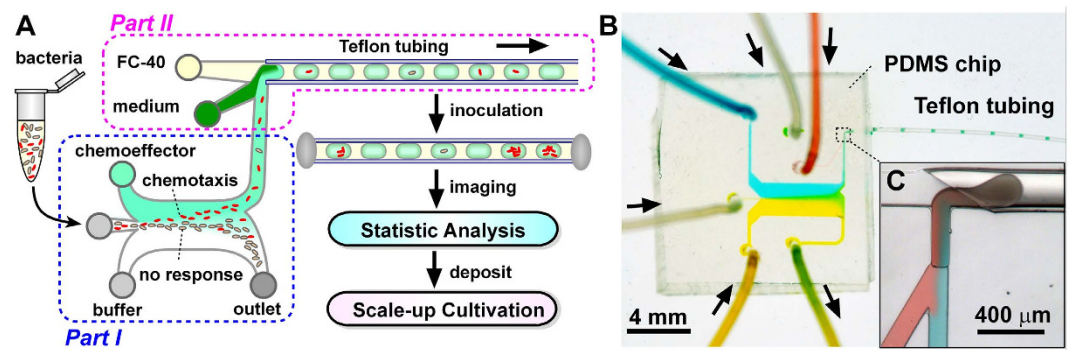 A
Part II
bacteria
FC-40
Teflon tubing
medium
inoculation
chemoeffector
chemotaxis
imaging
Statistic Analysis
no response
deposit
buffer
outlet
Scale-up Cultivation
Part I
B
PDMS chip
Teflon tubing
C
4 mm
400 μm